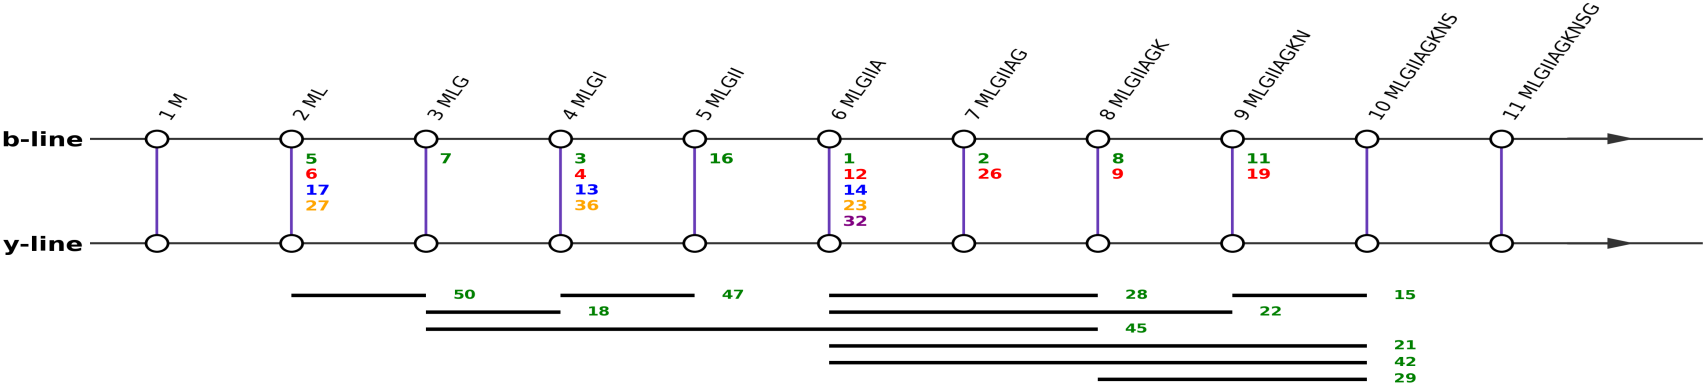 1 M
2 ML
3 MLG
4 MLGI
5 MLGII
6 MLGIIA
7 MLGIIAG
8 MLGIIAGK
9 MLGIIAGKN
10 MLGIIAGKNS
11 MLGIIAGKNSG
b-line
5 7 3 16 1 2 8 11
6 4 12 26 9 19
17 13 14
27 36 23
32
y-line
50 47 28 15
18 22
45
21
42
29